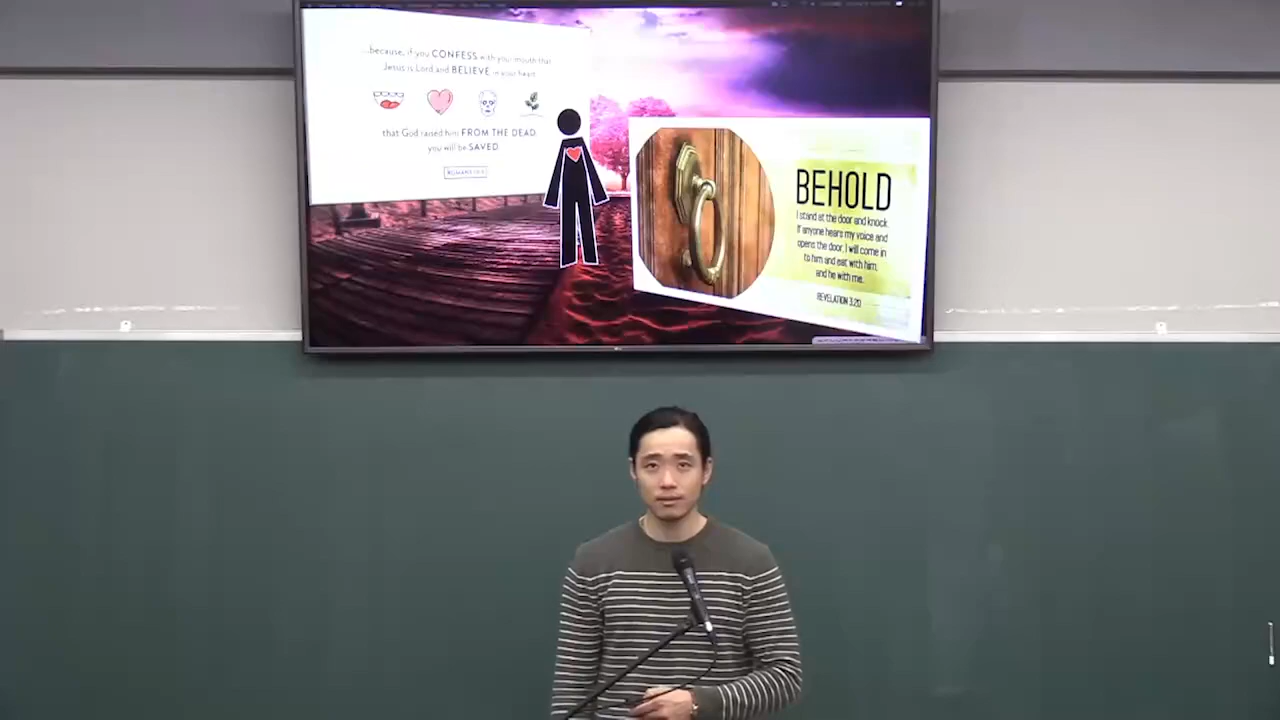 ...because, if you CONFESS with your mouth that
Jesus is Lord and BELIEVE in your heart
that God raised him FROM THE DEAD
you will be SAVED
BEHOLD
I stand at the door and knock.
If anyone hears my voice and
opens the door, I will come in
to him and eat with him,
and he with me.
REVELATION 3:20